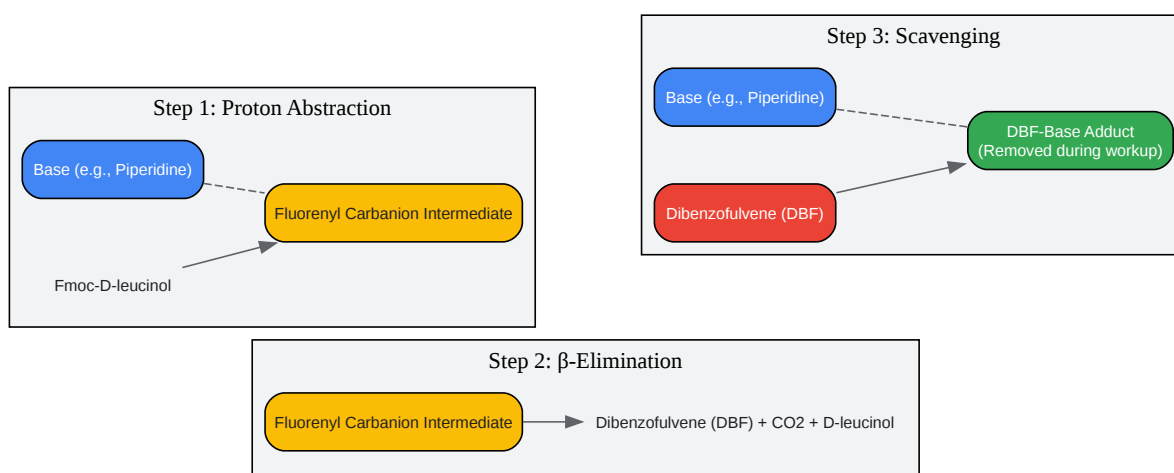 Step 1: Proton Abstraction
Base (e.g., Piperidine)
Fluorenyl Carbanion Intermediate
Fmoc-D-leucinol
Step 2: β-Elimination
Fluorenyl Carbanion Intermediate
Dibenzofulvene (DBF) + CO2 + D-leucinol
Step 3: Scavenging
Base (e.g., Piperidine)
DBF-Base Adduct
(Removed during workup)
Dibenzofulvene (DBF)